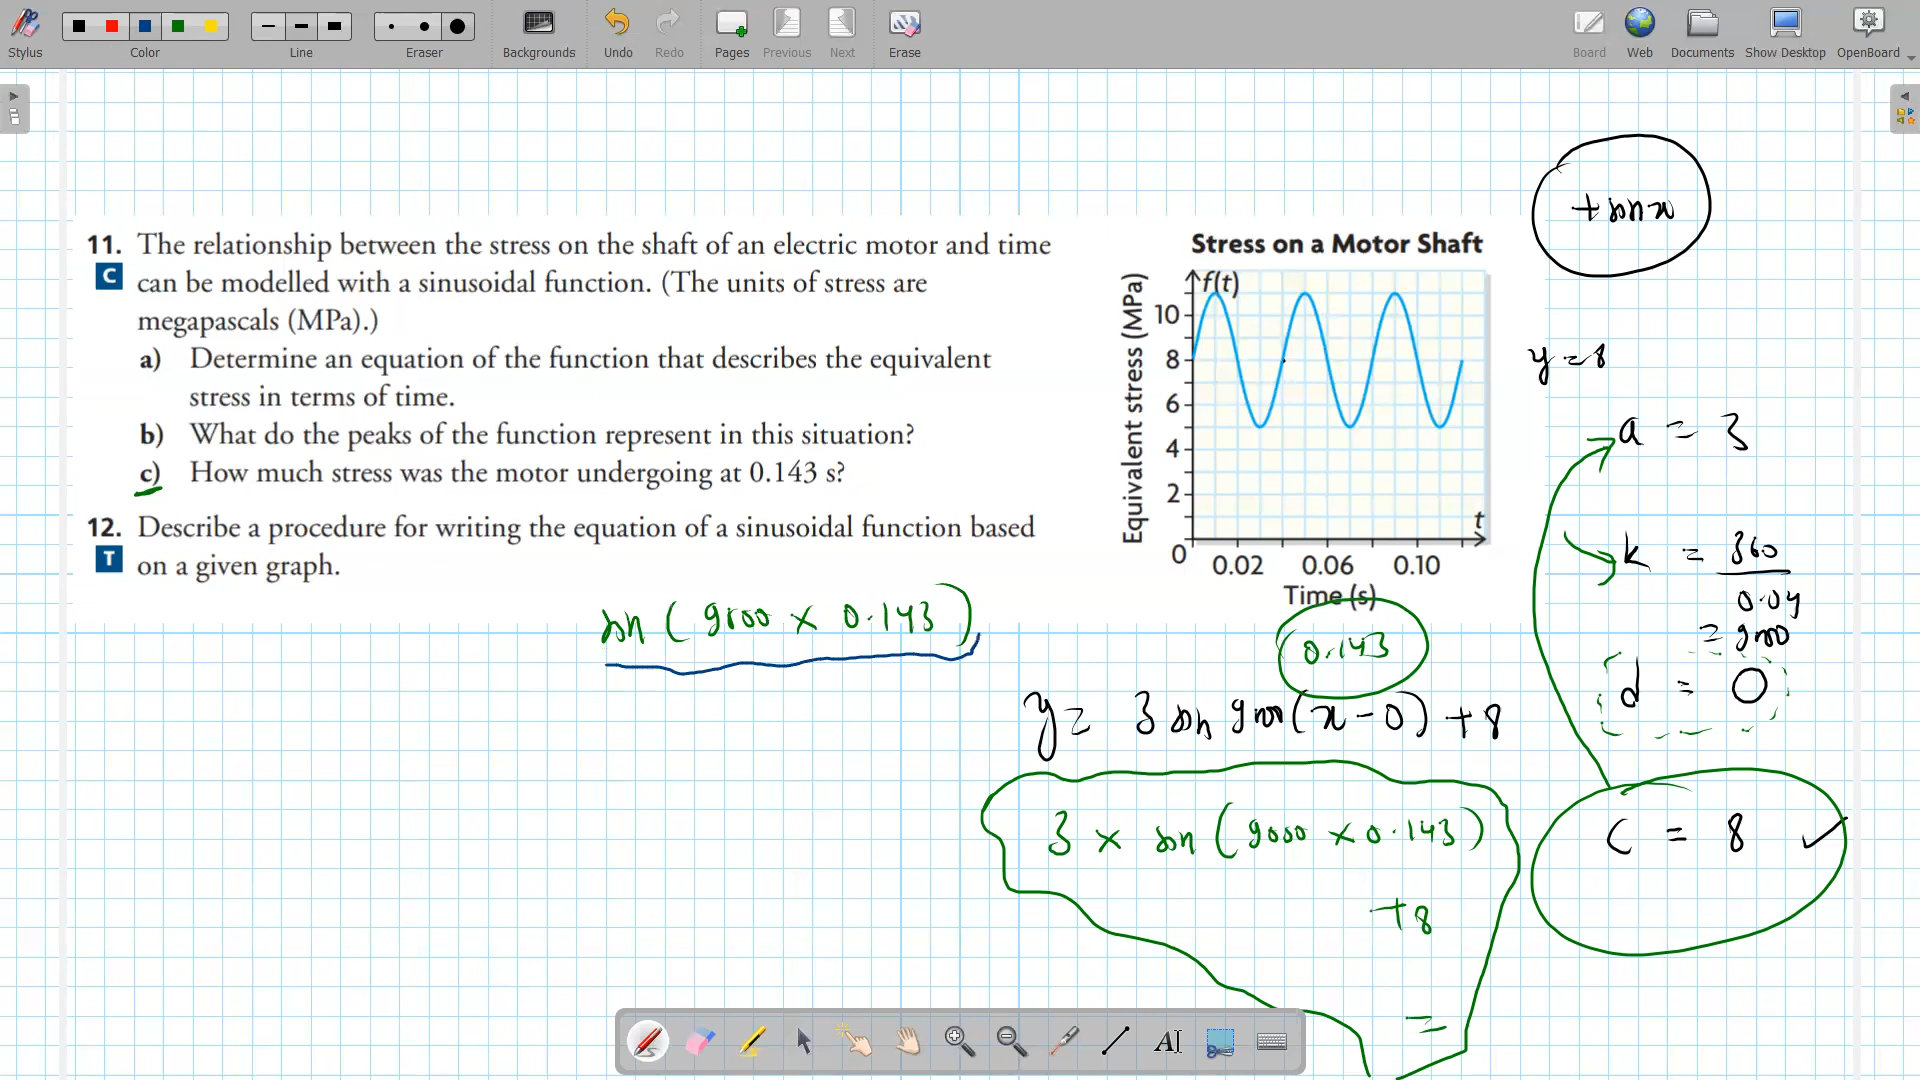 Stylus
Color
Line
Eraser
Backgrounds
Undo
Redo
Pages
Previous
Next
Erase
Board
Web
Documents
Show Desktop
OpenBoard
11. The relationship between the stress on the shaft of an electric motor and time
C can be modelled with a sinusoidal function. (The units of stress are
megapascals (MPa).)
a) Determine an equation of the function that describes the equivalent
stress in terms of time.
b) What do the peaks of the function represent in this situation?
c) How much stress was the motor undergoing at 0.143 s?
12. Describe a procedure for writing the equation of a sinusoidal function based
T on a given graph.
Stress on a Motor Shaft
f(t)
Equivalent stress (MPa)
10
8
6
4
2
0
t
0.02 0.06 0.10
Time (s)
+ sin x
y = 8
a = 3
k = 360
0.04
= 9000
d = 0
c = 8
sin (9000 × 0.143)
0.143
y = 3 sin 9000 (x - 0) + 8
3 × sin (9000 × 0.143)
+ 8
=